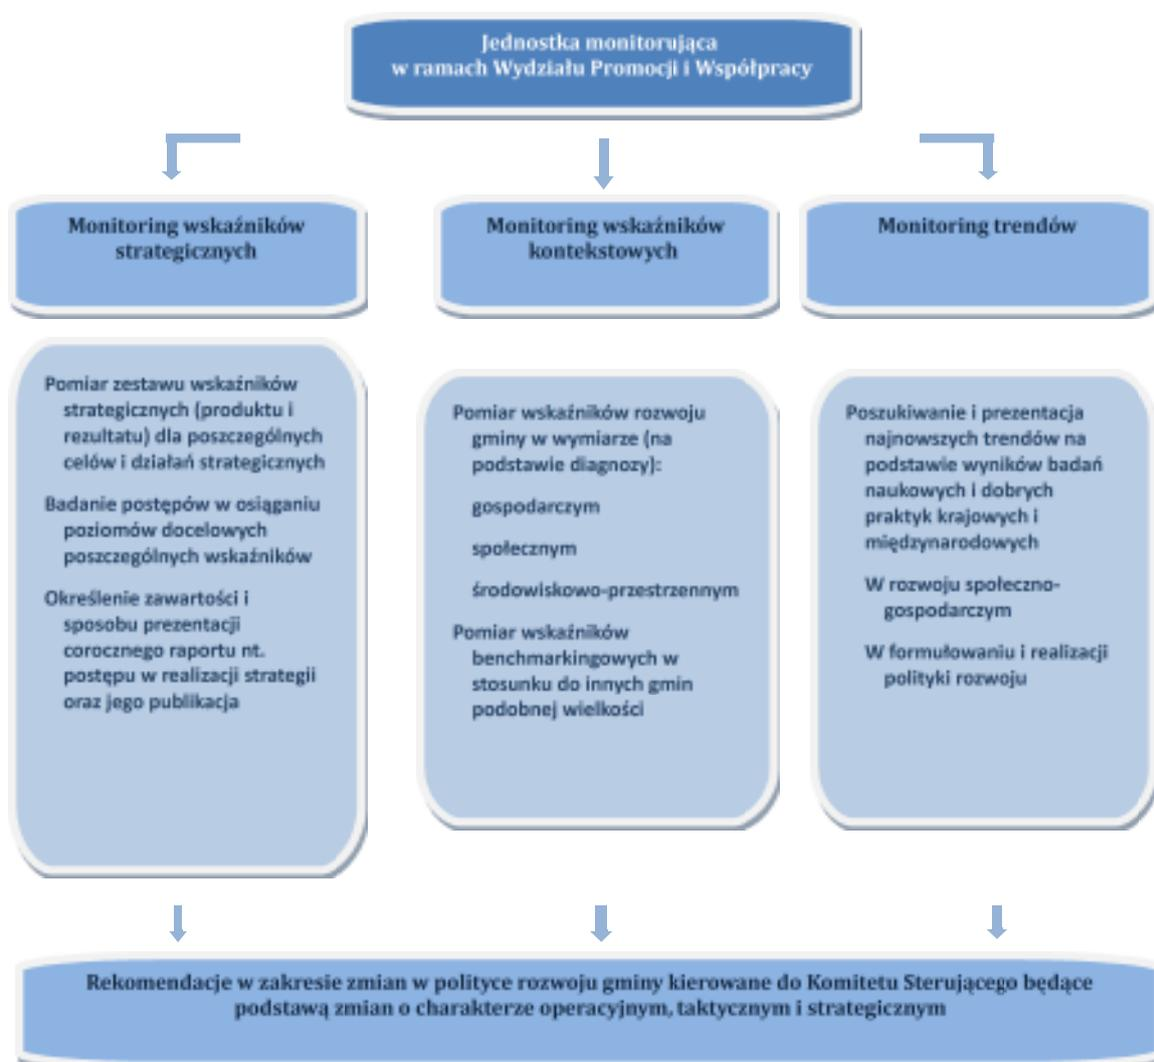 Jednostka monitorująca
w ramach Wydziału Promocji i Współpracy
Monitoring wskaźników
strategicznych
Monitoring wskaźników
kontekstowych
Monitoring trendów
Pomiar zestawu wskaźników
strategicznych (produktu i
rezultatu) dla poszczególnych
celów i działań strategicznych
Badanie postępów w osiąganiu
poziomów docelowych
poszczególnych wskaźników
Określenie zawartości i
sposobu prezentacji
corocznego raportu nt.
postępu w realizacji strategii
oraz jego publikacja
Pomiar wskaźników rozwoju
gminy w wymiarze (na
podstawie diagnozy):
gospodarczym
społecznym
środowiskowo-przestrzennym
Pomiar wskaźników
benchmarkingowych w
stosunku do innych gmin
podobnej wielkości
Poszukiwanie i prezentacja
najnowszych trendów na
podstawie wyników badań
naukowych i dobrych
praktyk krajowych i
międzynarodowych
W rozwoju społeczno-
gospodarczym
W formułowaniu i realizacji
polityki rozwoju
Rekomendacje w zakresie zmian w polityce rozwoju gminy kierowane do Komitetu Sterującego będące
podstawą zmian o charakterze operacyjnym, taktycznym i strategicznym